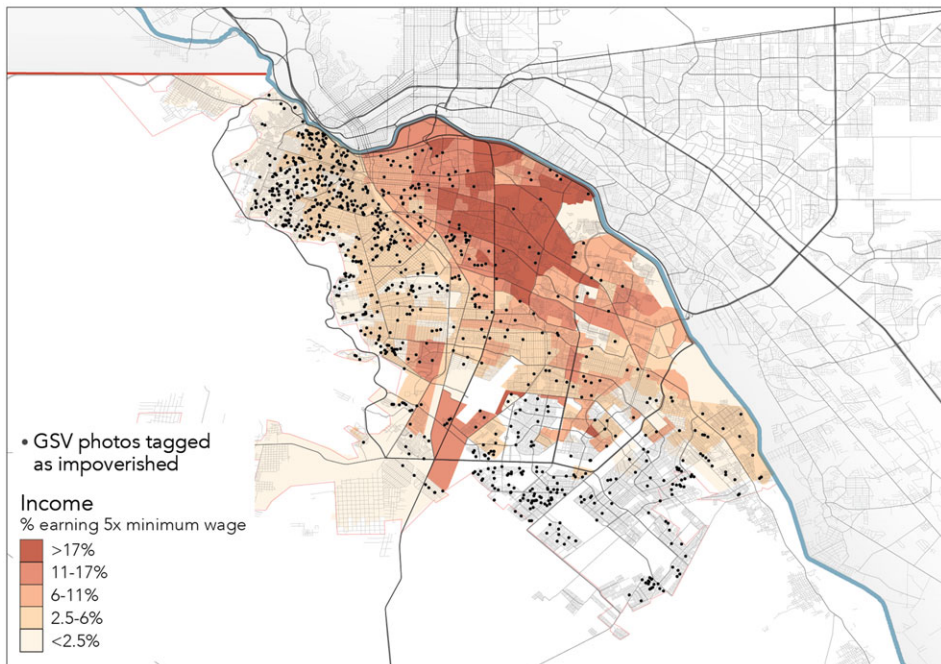 • GSV photos tagged
as impoverished
Income
% earning 5x minimum wage
>17%
11-17%
6-11%
2.5-6%
<2.5%